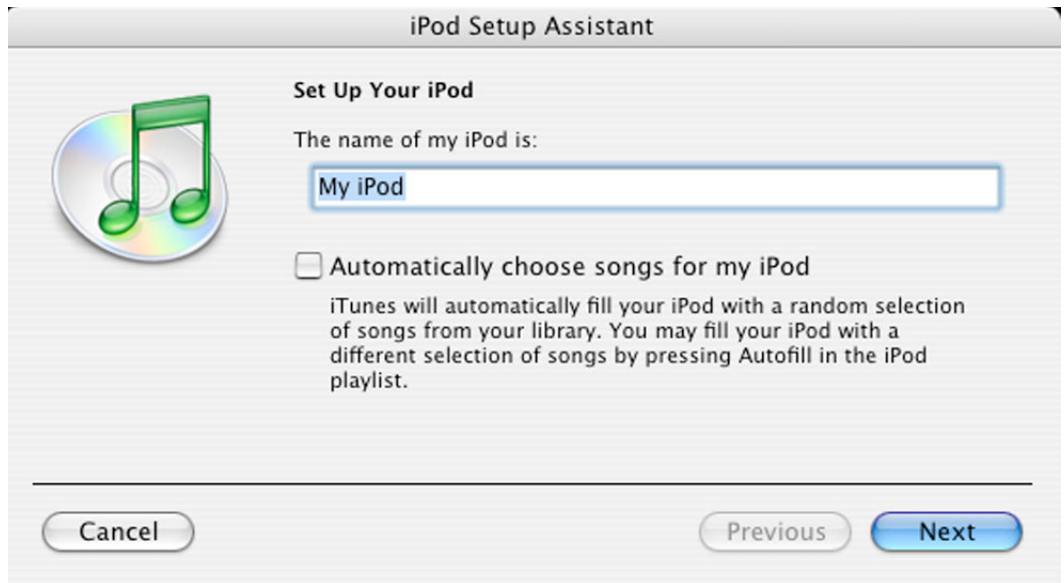 iPod Setup Assistant
Set Up Your iPod
The name of my iPod is:
My iPod
Automatically choose songs for my iPod
iTunes will automatically fill your iPod with a random selection
of songs from your library. You may fill your iPod with a
different selection of songs by pressing Autofill in the iPod
playlist.
Cancel
Previous
Next